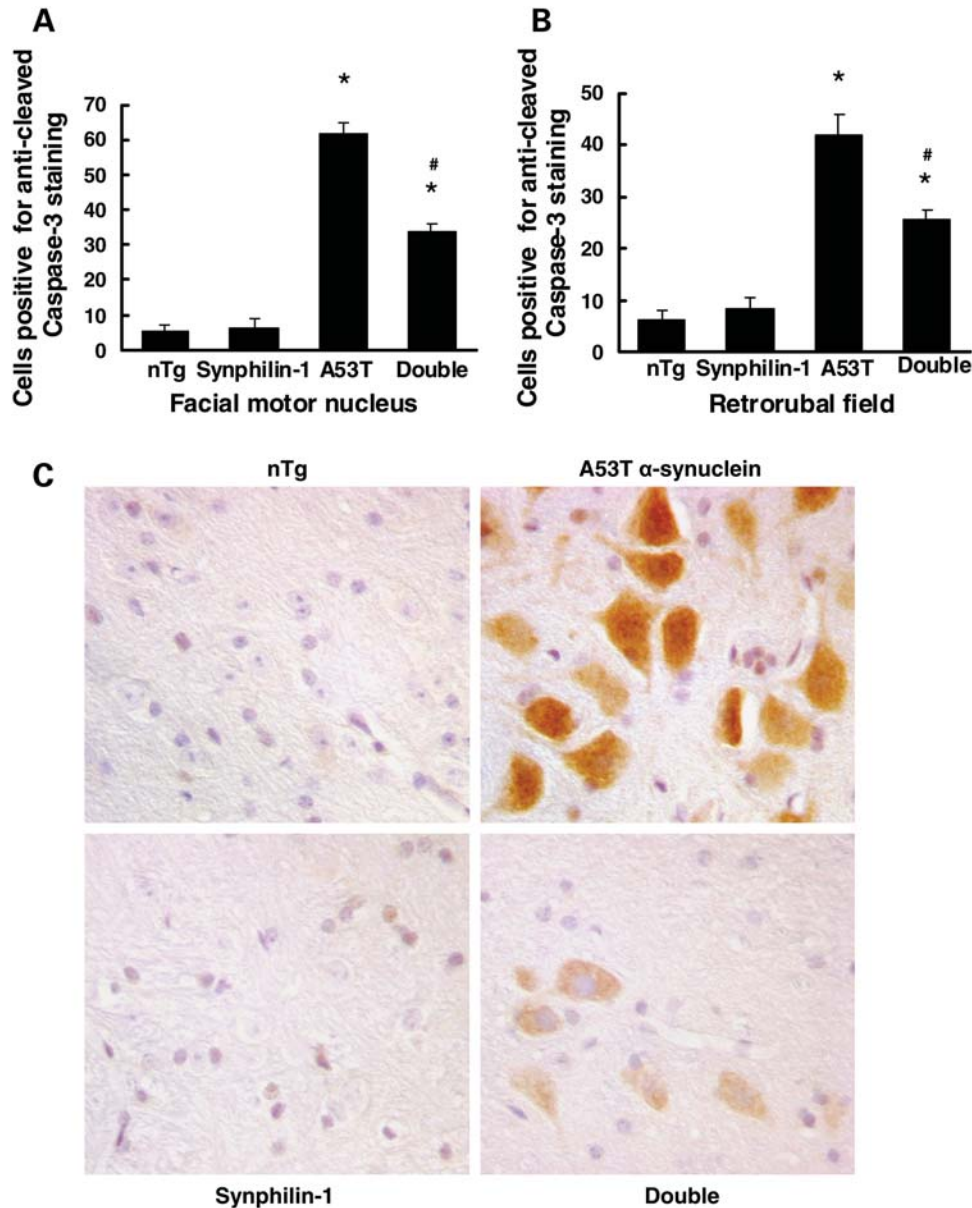 A
Cells positive for anti-cleaved
Caspase-3 staining
70
60
50
40
30
20
10
0
*
#
*
nTg Synphilin-1 A53T Double
Facial motor nucleus
B
Cells positive for anti-cleaved
Caspase-3 staining
50
40
30
20
10
0
*
#
*
nTg Synphilin-1 A53T Double
Retrorubal field
C
nTg
A53T α-synuclein
Synphilin-1
Double